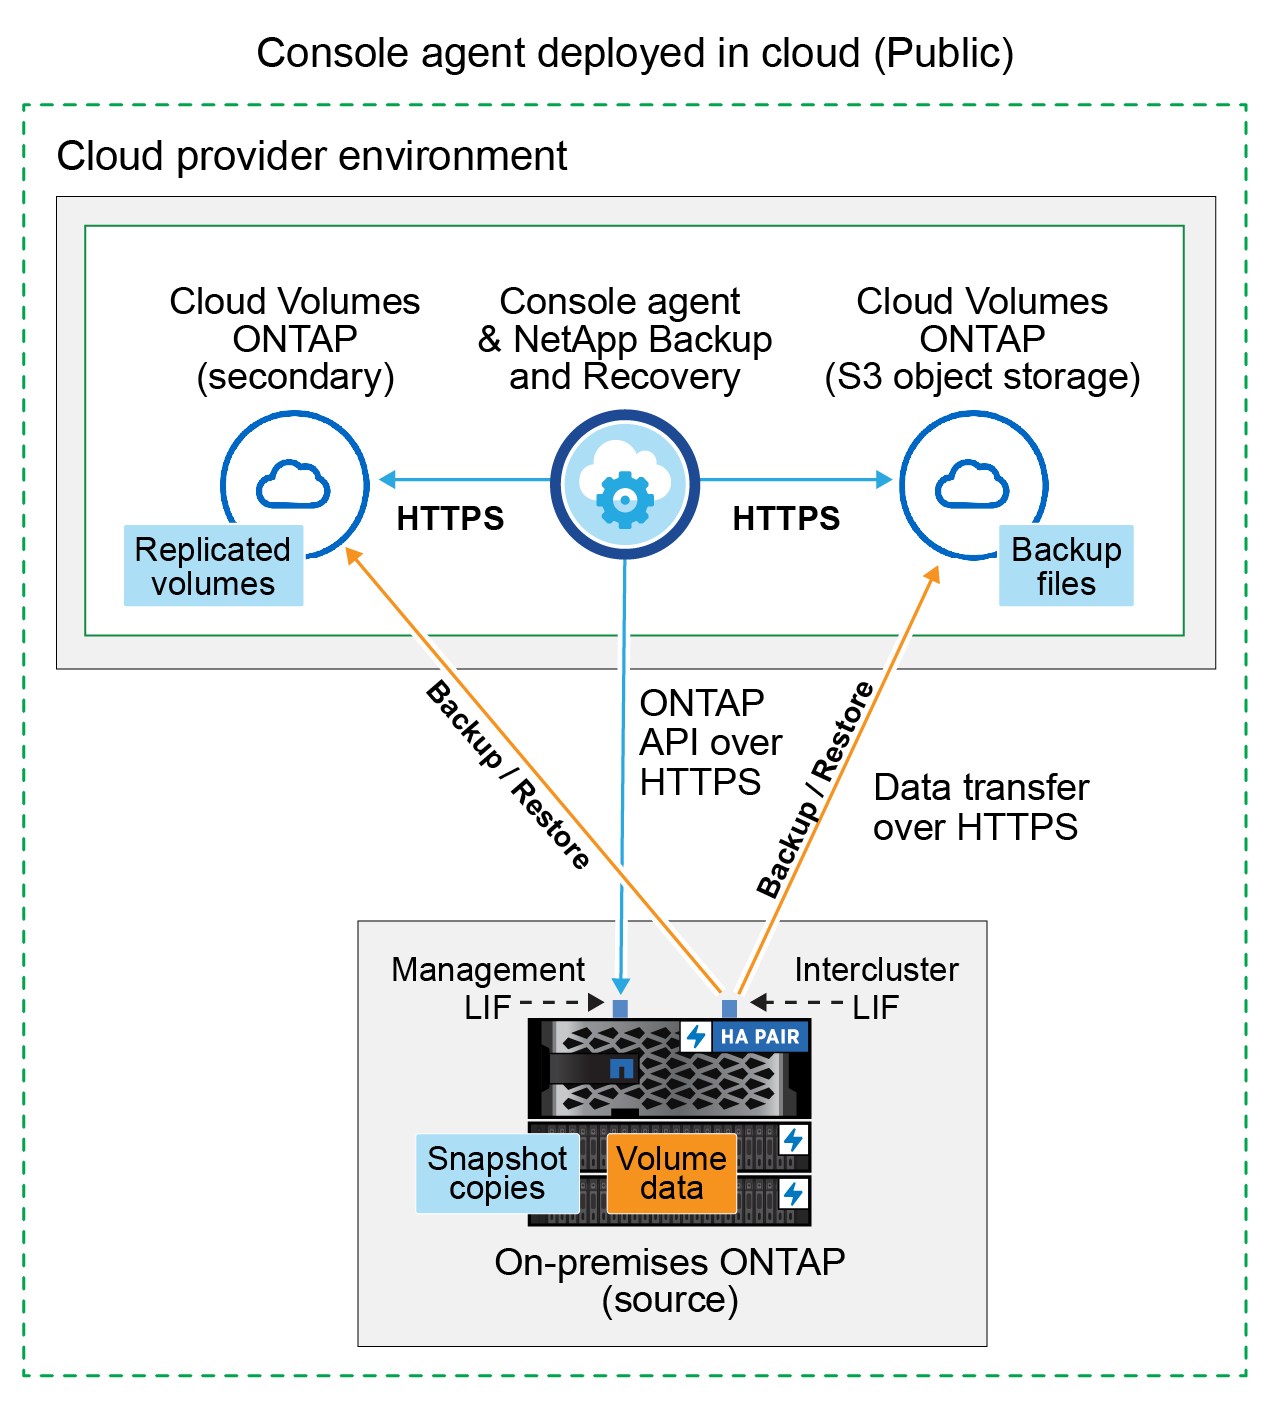 Console agent deployed in cloud (Public)
Cloud provider environment
Cloud Volumes
ONTAP
(secondary)
Console agent
& NetApp Backup
and Recovery
Cloud Volumes
ONTAP
(S3 object storage)
HTTPS
HTTPS
Replicated
volumes
Backup
files
Backup / Restore
ONTAP
API over
HTTPS
Backup / Restore
Data transfer
over HTTPS
Management
LIF
Intercluster
LIF
HA PAIR
Snapshot
copies
Volume
data
On-premises ONTAP
(source)